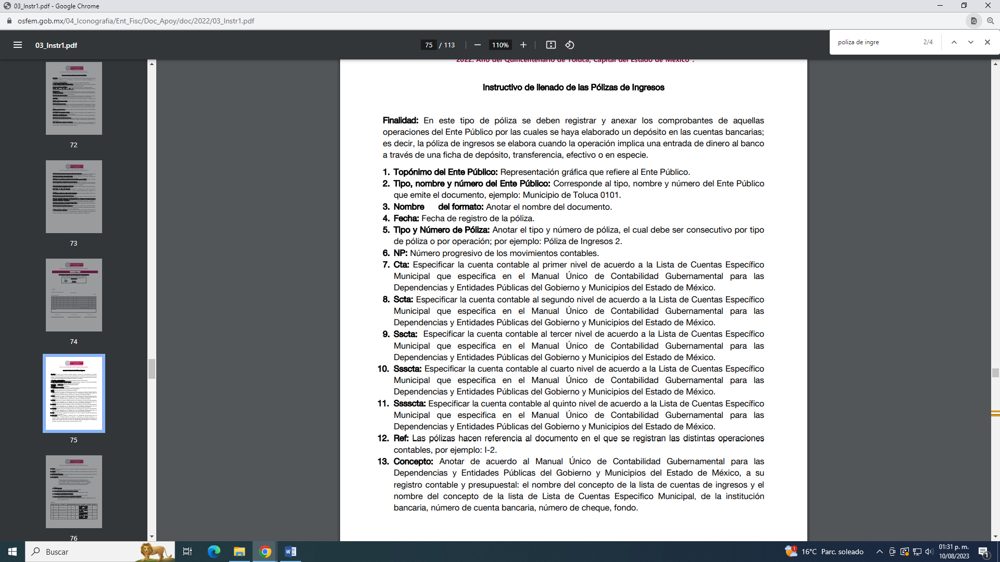 03_Instr1.pdf - Google Chrome
osfem.gob.mx/04_Iconografia/Ent_Fisc/Doc_Apoy/doc/2022/03_Instr1.pdf
03_Instr1.pdf
75 / 113
110%
poliza de ingre
2/4
72
73
74
75
76
2022. Año del Quincentenario de Toluca, Capital del Estado de México".
Instructivo de llenado de las Pólizas de Ingresos
Finalidad: En este tipo de póliza se deben registrar y anexar los comprobantes de aquellas
operaciones del Ente Público por las cuales se haya elaborado un depósito en las cuentas bancarias;
es decir, la póliza de ingresos se elabora cuando la operación implica una entrada de dinero al banco
a través de una ficha de depósito, transferencia, efectivo o en especie.
1. Topónimo del Ente Público: Representación gráfica que refiere al Ente Público.
2. Tipo, nombre y número del Ente Público: Corresponde al tipo, nombre y número del Ente Público
que emite el documento, ejemplo: Municipio de Toluca 0101.
3. Nombre del formato: Anotar el nombre del documento.
4. Fecha: Fecha de registro de la póliza.
5. Tipo y Número de Póliza: Anotar el tipo y número de póliza, el cual debe ser consecutivo por tipo
de póliza o por operación; por ejemplo: Póliza de Ingresos 2.
6. NP: Número progresivo de los movimientos contables.
7. Cta: Especificar la cuenta contable al primer nivel de acuerdo a la Lista de Cuentas Específico
Municipal que especifica en el Manual Único de Contabilidad Gubernamental para las
Dependencias y Entidades Públicas del Gobierno y Municipios del Estado de México.
8. Scta: Especificar la cuenta contable al segundo nivel de acuerdo a la Lista de Cuentas Específico
Municipal que especifica en el Manual Único de Contabilidad Gubernamental para las
Dependencias y Entidades Públicas del Gobierno y Municipios del Estado de México.
9. Sscta: Especificar la cuenta contable al tercer nivel de acuerdo a la Lista de Cuentas Específico
Municipal que especifica en el Manual Único de Contabilidad Gubernamental para las
Dependencias y Entidades Públicas del Gobierno y Municipios del Estado de México.
10. Ssscta: Especificar la cuenta contable al cuarto nivel de acuerdo a la Lista de Cuentas Específico
Municipal que especifica en el Manual Único de Contabilidad Gubernamental para las
Dependencias y Entidades Públicas del Gobierno y Municipios del Estado de México.
11. Sssscta: Especificar la cuenta contable al quinto nivel de acuerdo a la Lista de Cuentas Específico
Municipal que especifica en el Manual Único de Contabilidad Gubernamental para las
Dependencias y Entidades Públicas del Gobierno y Municipios del Estado de México.
12. Ref: Las pólizas hacen referencia al documento en el que se registran las distintas operaciones
contables, por ejemplo: I-2.
13. Concepto: Anotar de acuerdo al Manual Único de Contabilidad Gubernamental para las
Dependencias y Entidades Públicas del Gobierno y Municipios del Estado de México, a su
registro contable y presupuestal: el nombre del concepto de la lista de cuentas de ingresos y el
nombre del concepto de la lista de Lista de Cuentas Especifico Municipal, de la institución
bancaria, número de cuenta bancaria, número de cheque, fondo.
Buscar
1
16°C Parc. soleado
01:31 p. m.
10/08/2023
1